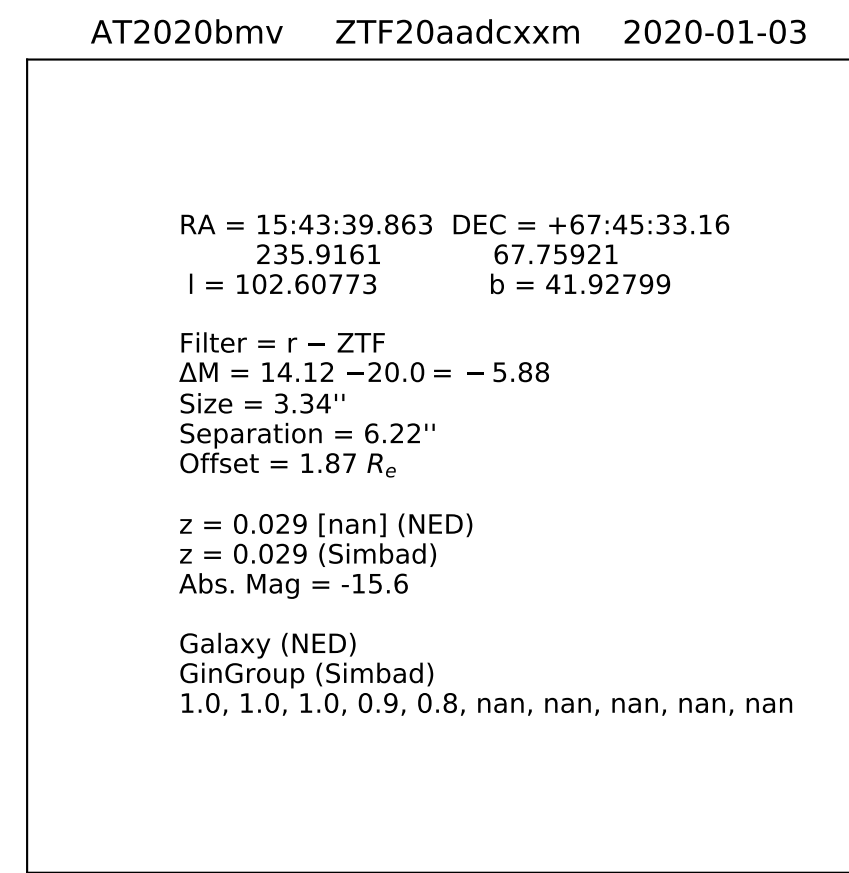 AT2020bmv ZTF20aadcxxm 2020-01-03
RA = 15:43:39.863 DEC = +67:45:33.16
235.9161 67.75921
l = 102.60773 b = 41.92799
Filter = r − ZTF
ΔM = 14.12 −20.0 = − 5.88
Size = 3.34''
Separation = 6.22''
Offset = 1.87 Re
z = 0.029 [nan] (NED)
z = 0.029 (Simbad)
Abs. Mag = -15.6
Galaxy (NED)
GinGroup (Simbad)
1.0, 1.0, 1.0, 0.9, 0.8, nan, nan, nan, nan, nan